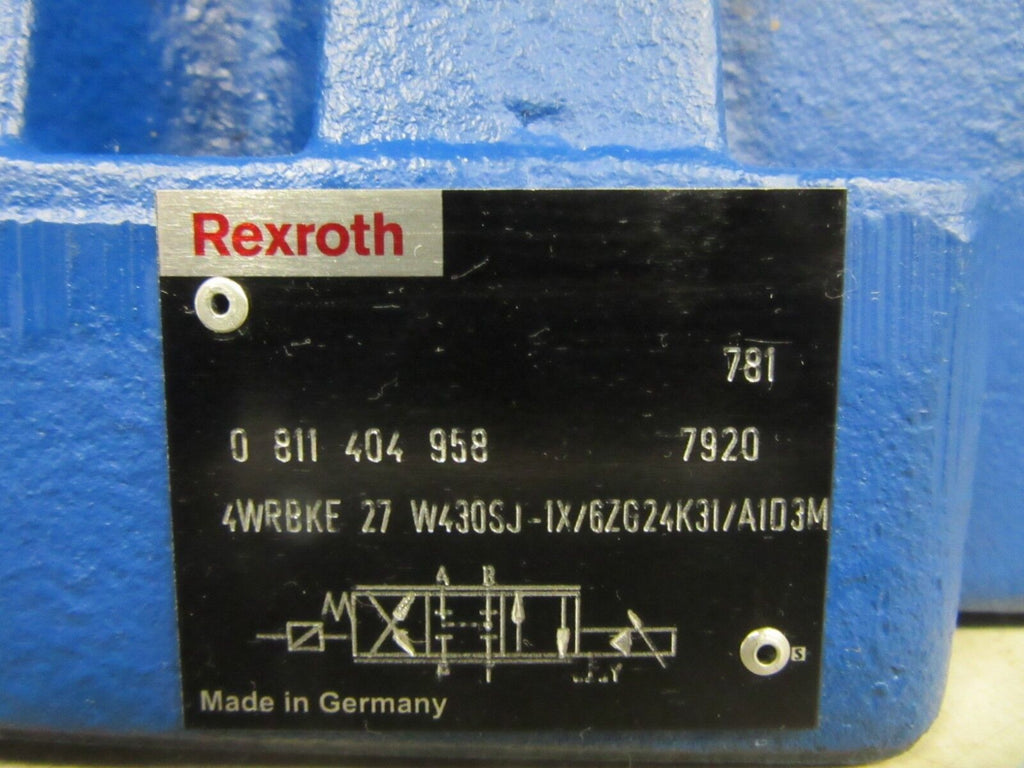 Rexroth
781
0 811 404 958 7920
4WRBKE 27 W430SJ-1X/6ZG24K31/A1D3M
A B
Y
S
Made in Germany